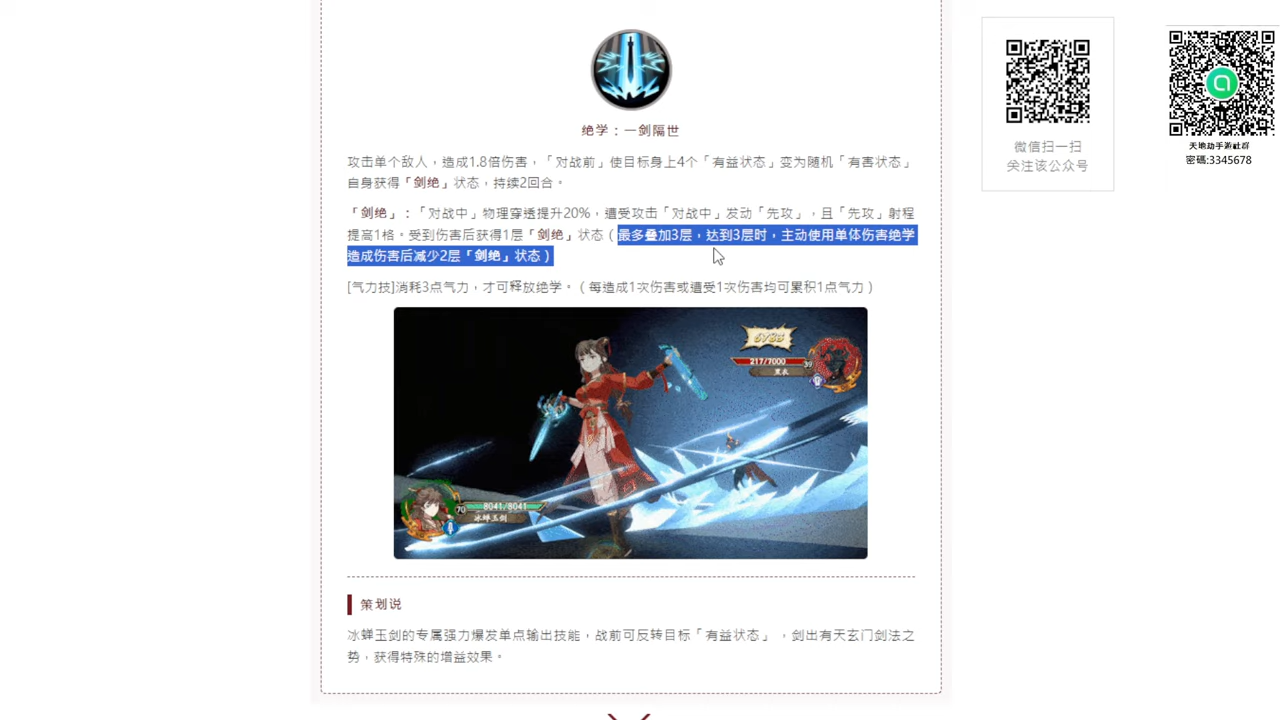 绝学：一剑隔世
攻击单个敌人，造成1.8倍伤害，「对战前」使目标身上4个「有益状态」变为随机「有害状态」
自身获得「剑绝」状态，持续2回合。
「剑绝」：「对战中」物理穿透提升20%，遭受攻击「对战中」发动「先攻」，且「先攻」射程
提高1格。受到伤害后获得1层「剑绝」状态（最多叠加3层，达到3层时，主动使用单体伤害绝学
造成伤害后减少2层「剑绝」状态）
[气力技]消耗3点气力，才可释放绝学。（每造成1次伤害或遭受1次伤害均可累积1点气力）
217/7000
39
黑衣
70
8041/8041
冰蝉玉剑
策划说
冰蝉玉剑的专属强力爆发单点输出技能，战前可反转目标「有益状态」，剑出有天玄门剑法之
势，获得特殊的增益效果。
微信扫一扫
关注该公众号
天地劫手游社群
密碼:3345678